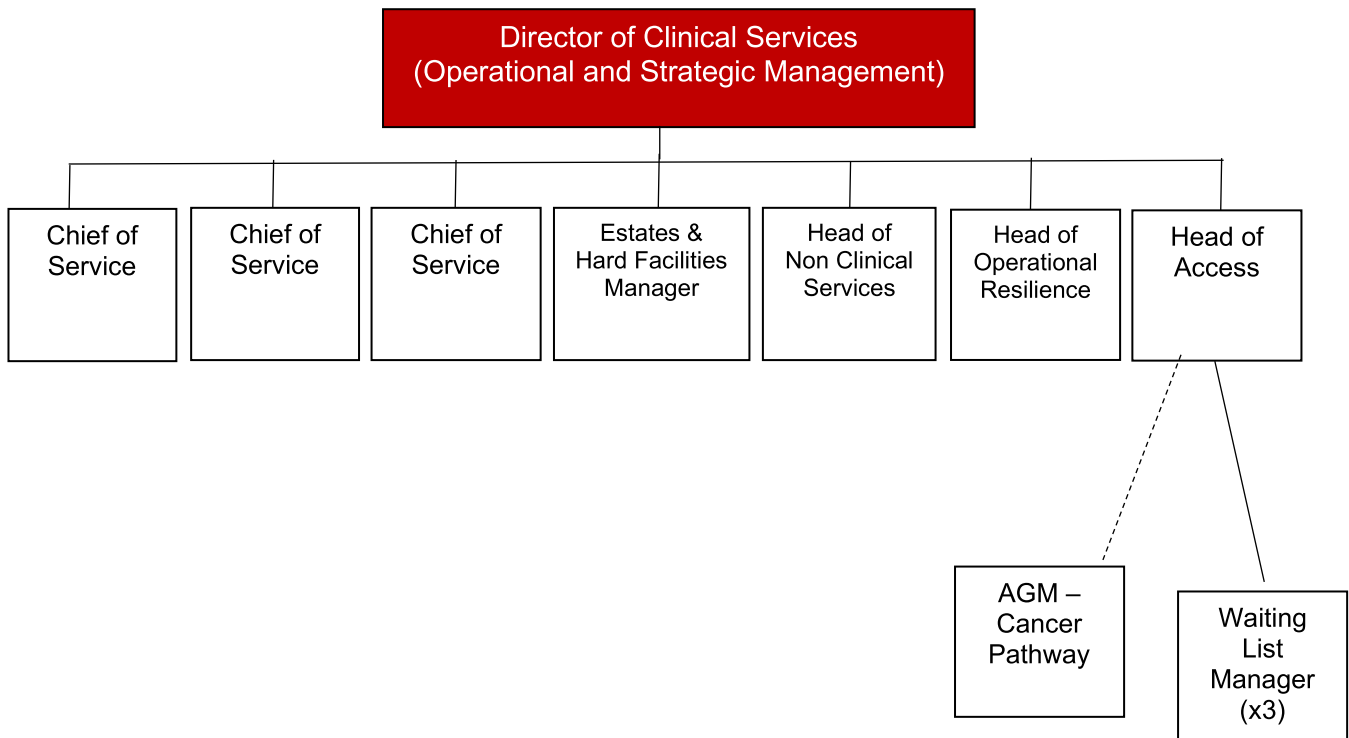 Director of Clinical Services
(Operational and Strategic Management)
Chief of
Service
Chief of
Service
Chief of
Service
Estates &
Hard Facilities
Manager
Head of
Non Clinical
Services
Head of
Operational
Resilience
Head of
Access
AGM –
Cancer
Pathway
Waiting
List
Manager
(x3)